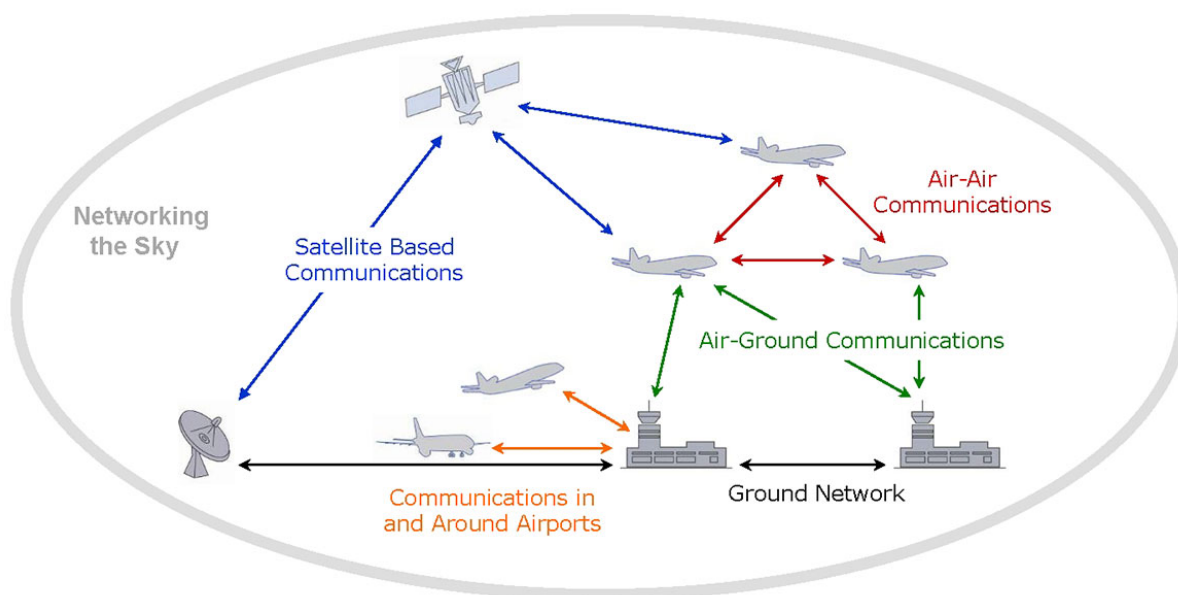 Networking
the Sky
Satellite Based
Communications
Air-Air
Communications
Air-Ground Communications
Communications in
and Around Airports
Ground Network